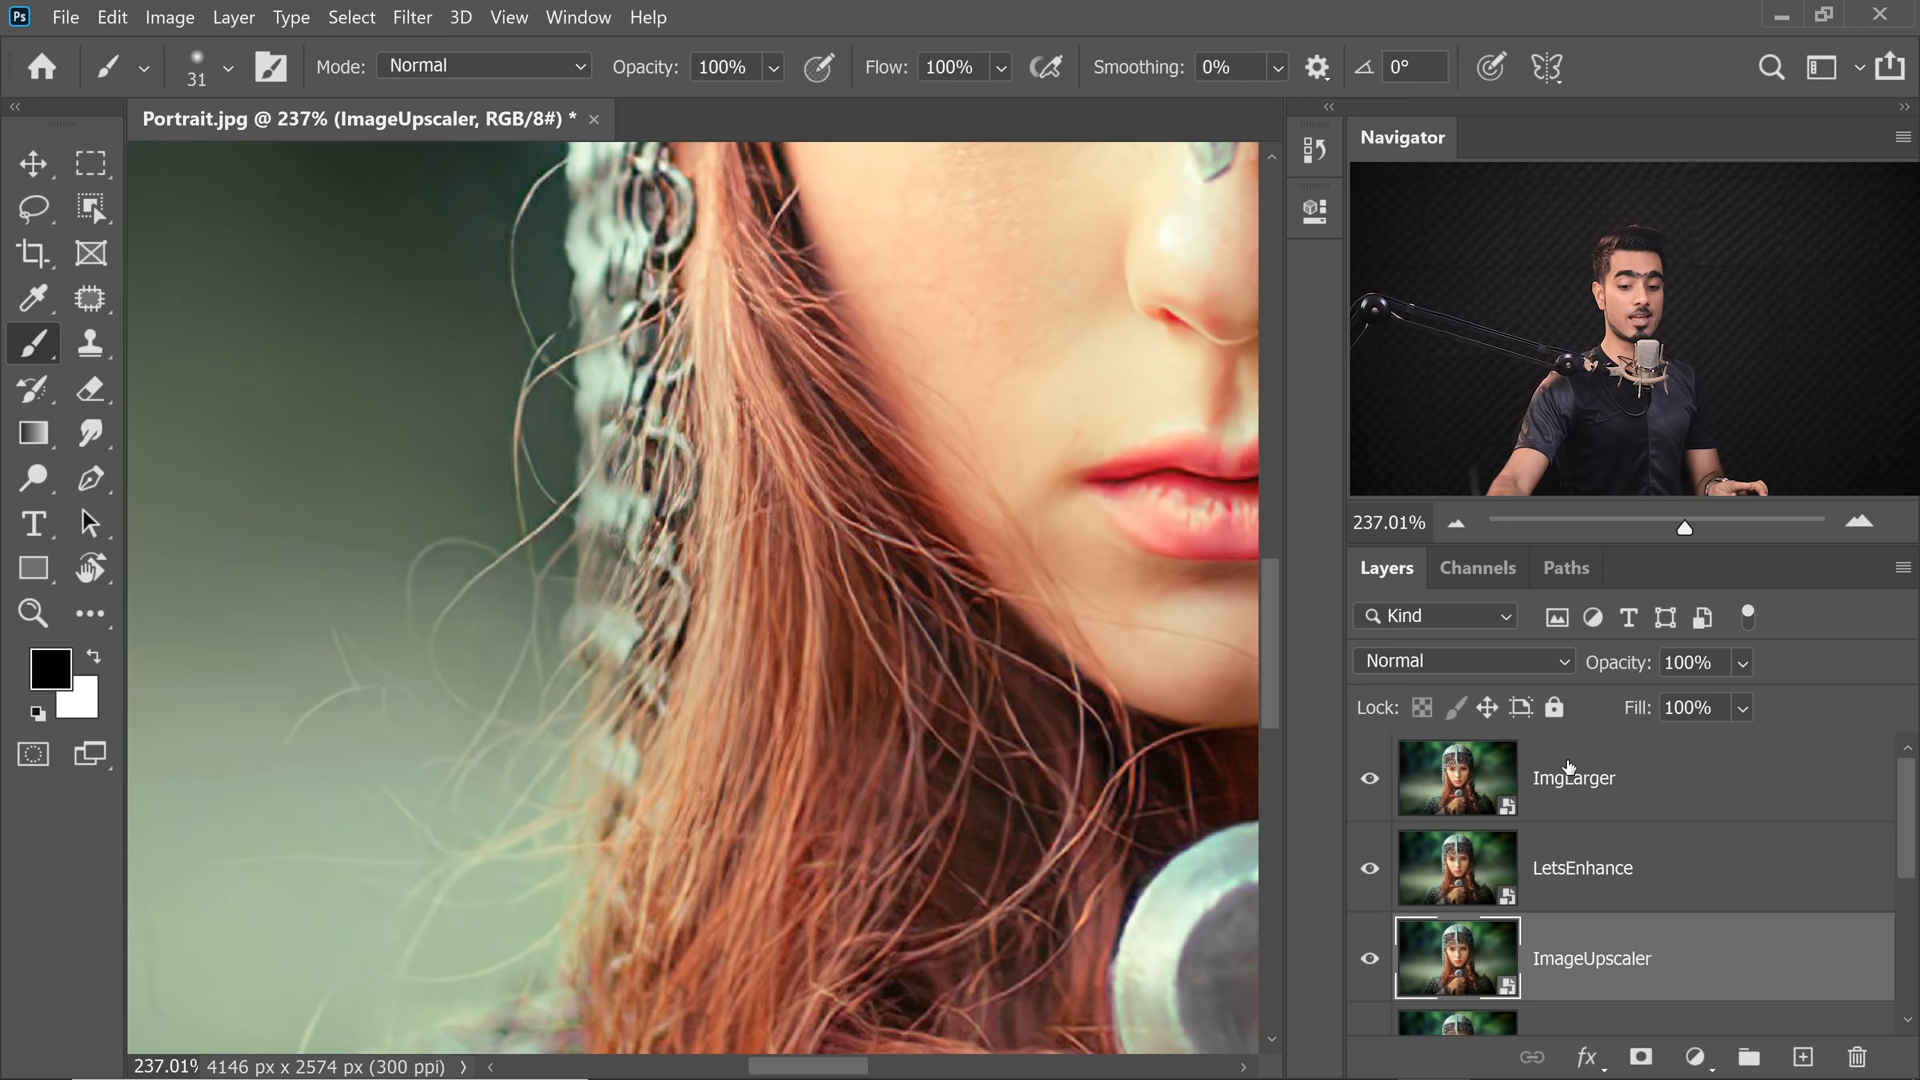 Ps File Edit Image Layer Type Select Filter 3D View Window Help
31 Mode: Normal Opacity: 100% Flow: 100% Smoothing: 0% 0°
Portrait.jpg @ 237% (ImageUpscaler, RGB/8#) *
Navigator
237.01%
Layers Channels Paths
Kind
Normal Opacity: 100%
Lock: Fill: 100%
ImgLarger
LetsEnhance
ImageUpscaler
fx
237.01% 4146 px x 2574 px (300 ppi)